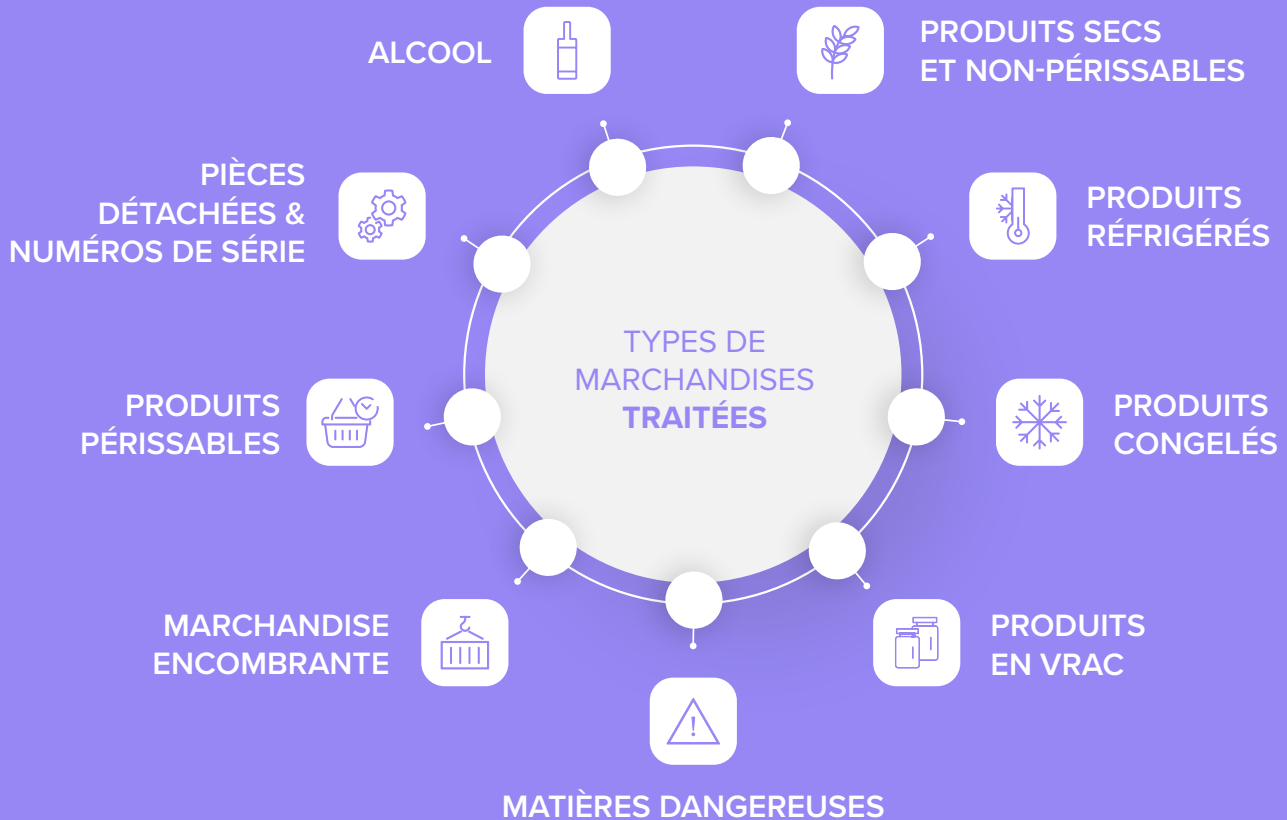 ALCOOL
PRODUITS SECS
ET NON-PÉRISSABLES
PIÈCES
DÉTACHÉES &
NUMÉROS DE SÉRIE
PRODUITS
RÉFRIGÉRÉS
TYPES DE
MARCHANDISES
TRAITÉES
PRODUITS
PÉRISSABLES
PRODUITS
CONGELÉS
MARCHANDISE
ENCOMBRANTE
PRODUITS
EN VRAC
!
MATIÈRES DANGEREUSES